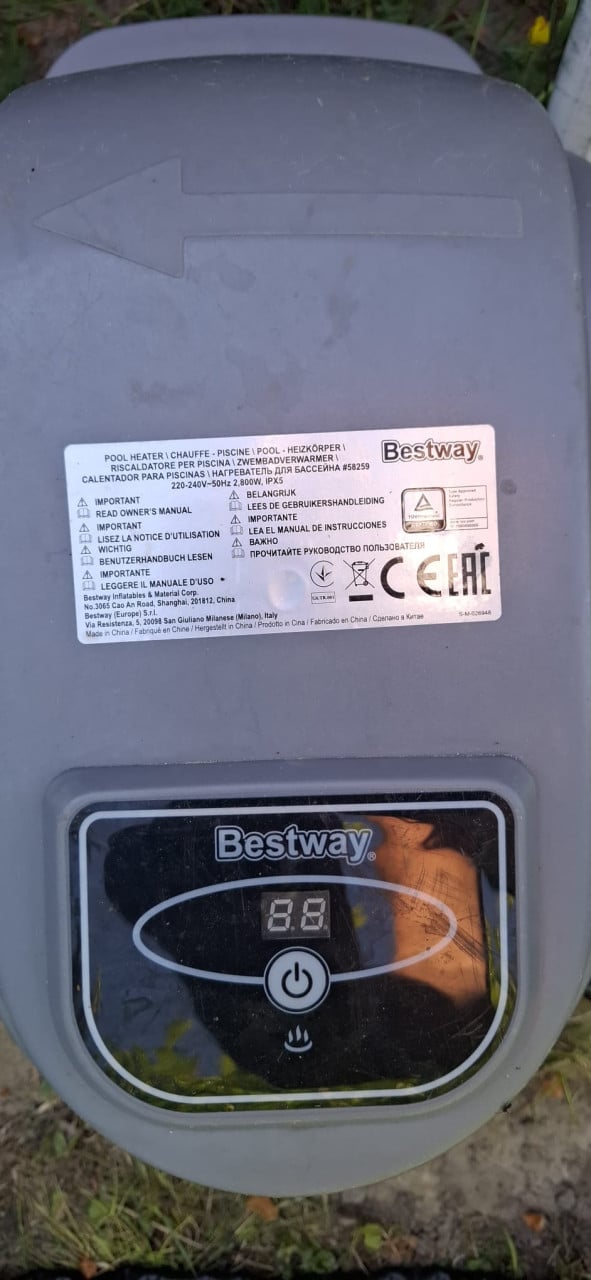 POOL HEATER \ CHAUFFE - PISCINE \ POOL - HEIZKÖRPER \
RISCALDATORE PER PISCINA \ ZWEMBADVERWARMER \
CALENTADOR PARA PISCINAS \ НАГРЕВАТЕЛЬ ДЛЯ БАССЕЙНА #58259
220-240V~50Hz 2,800W, IPX5
Bestway®
IMPORTANT
READ OWNER'S MANUAL
IMPORTANT
LISEZ LA NOTICE D'UTILISATION
WICHTIG
BENUTZERHANDBUCH LESEN
IMPORTANTE
LEGGERE IL MANUALE D'USO
BELANGRIJK
LEES DE GEBRUIKERSHANDLEIDING
IMPORTANTE
LEA EL MANUAL DE INSTRUCCIONES
ВАЖНО
ПРОЧИТАЙТЕ РУКОВОДСТВО ПОЛЬЗОВАТЕЛЯ
Bestway Inflatables & Material Corp.
No.3065 Cao An Road, Shanghai, 201812, China
Bestway (Europe) S.r.l.
Via Resistenza, 5, 20098 San Giuliano Milanese (Milano), Italy
Made in China / Fabriqué en Chine / Hergestellt in China / Prodotto in Cina / Fabricado en China / Сделано в Китае
CE EAC
S-M-026948
Bestway®
88